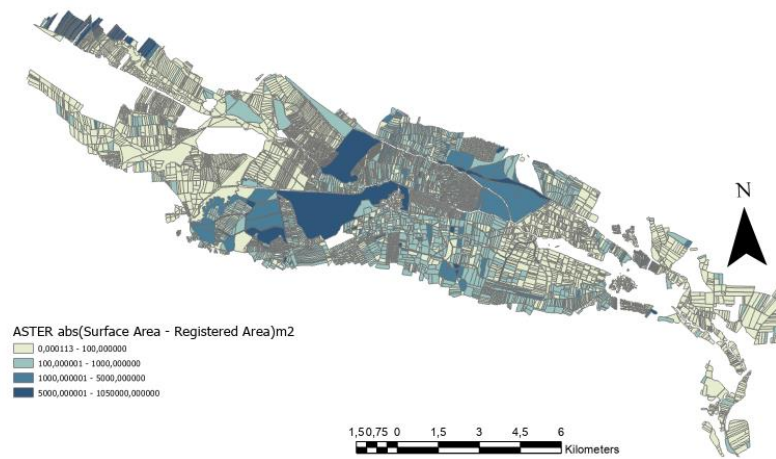 N
ASTER abs(Surface Area - Registered Area)m2
0,000113 - 100,000000
100,000001 - 1000,000000
1000,000001 - 5000,000000
5000,000001 - 1050000,000000
1,50,75 0 1,5 3 4,5 6
Kilometers